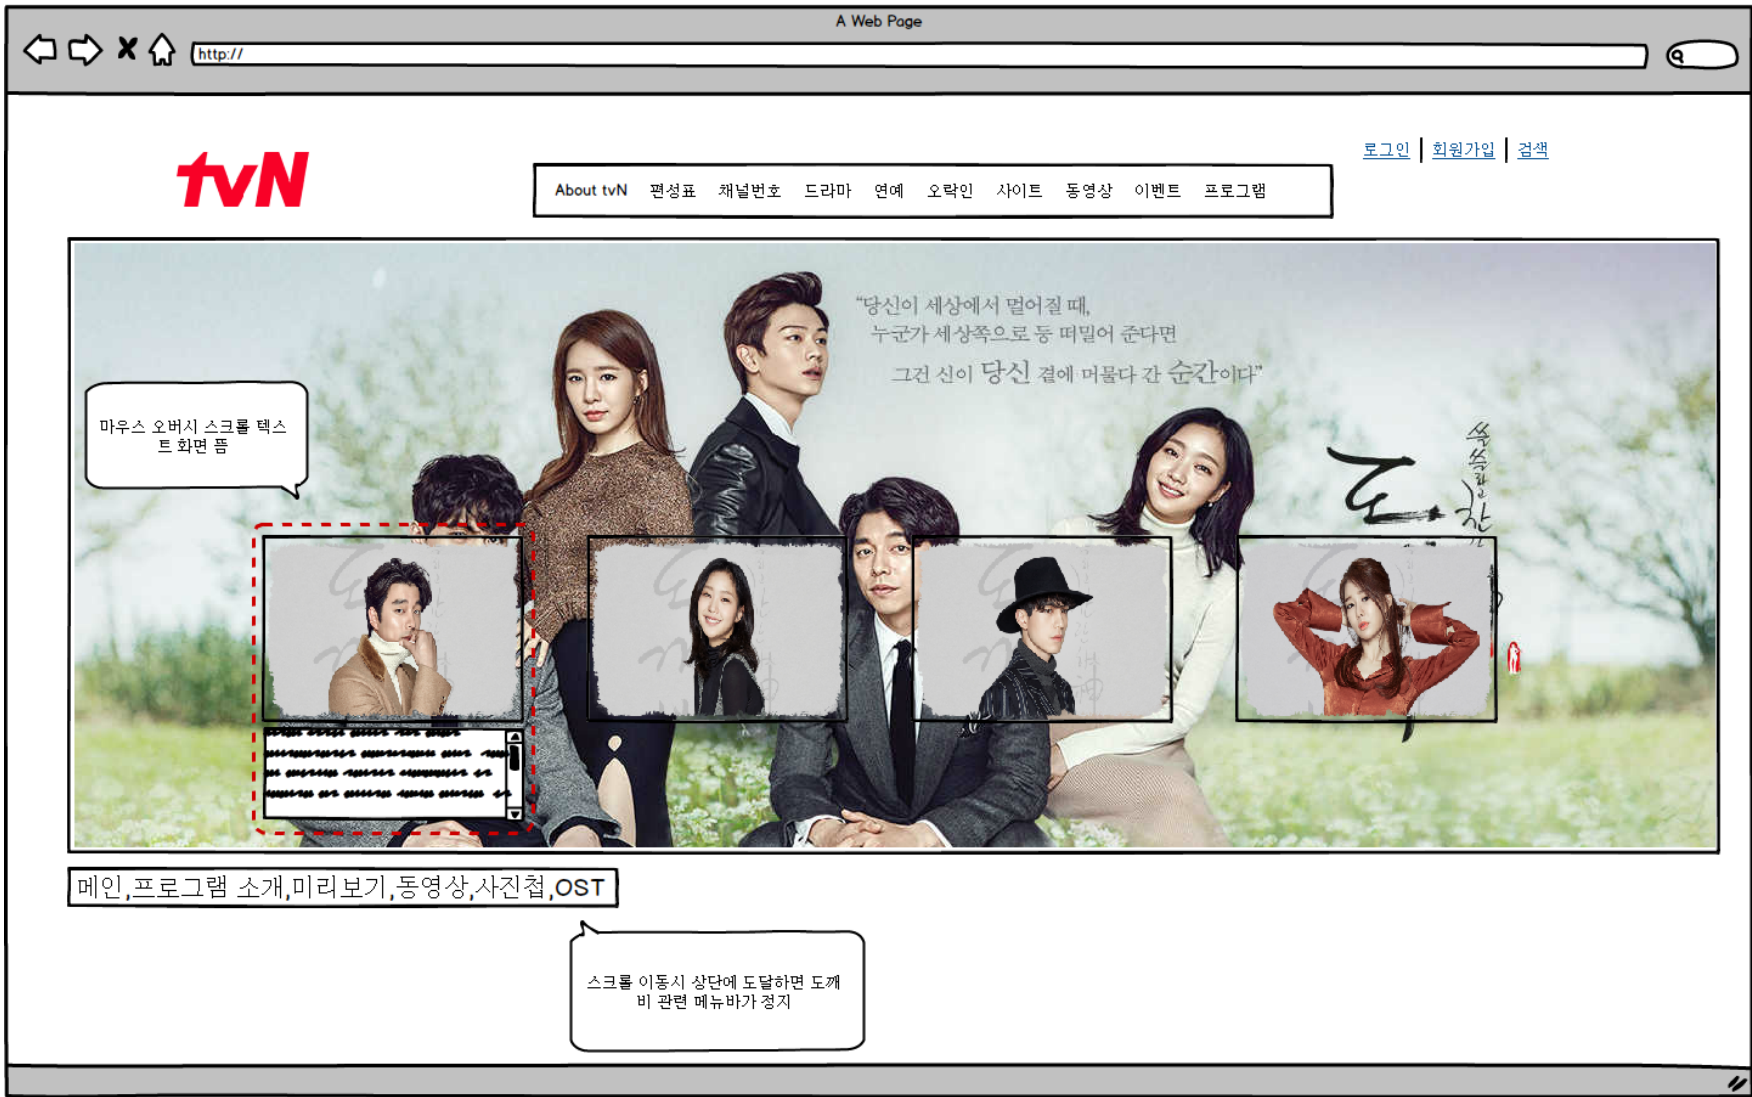 A Web Page
http://
tvN
로그인 | 회원가입 | 검색
About tvN 편성표 채널번호 드라마 연예 오락인 사이트 동영상 이벤트 프로그램
“당신이 세상에서 멀어질 때,
누군가 세상쪽으로 등 떠밀어 준다면
그건 신이 당신 곁에 머물다 간 순간이다”
마우스 오버시 스크롤 텍스
트 화면 뜸
쓸쓸하고 찬
도
메인,프로그램 소개,미리보기,동영상,사진첩,OST
스크롤 이동시 상단에 도달하면 도깨
비 관련 메뉴바가 정지